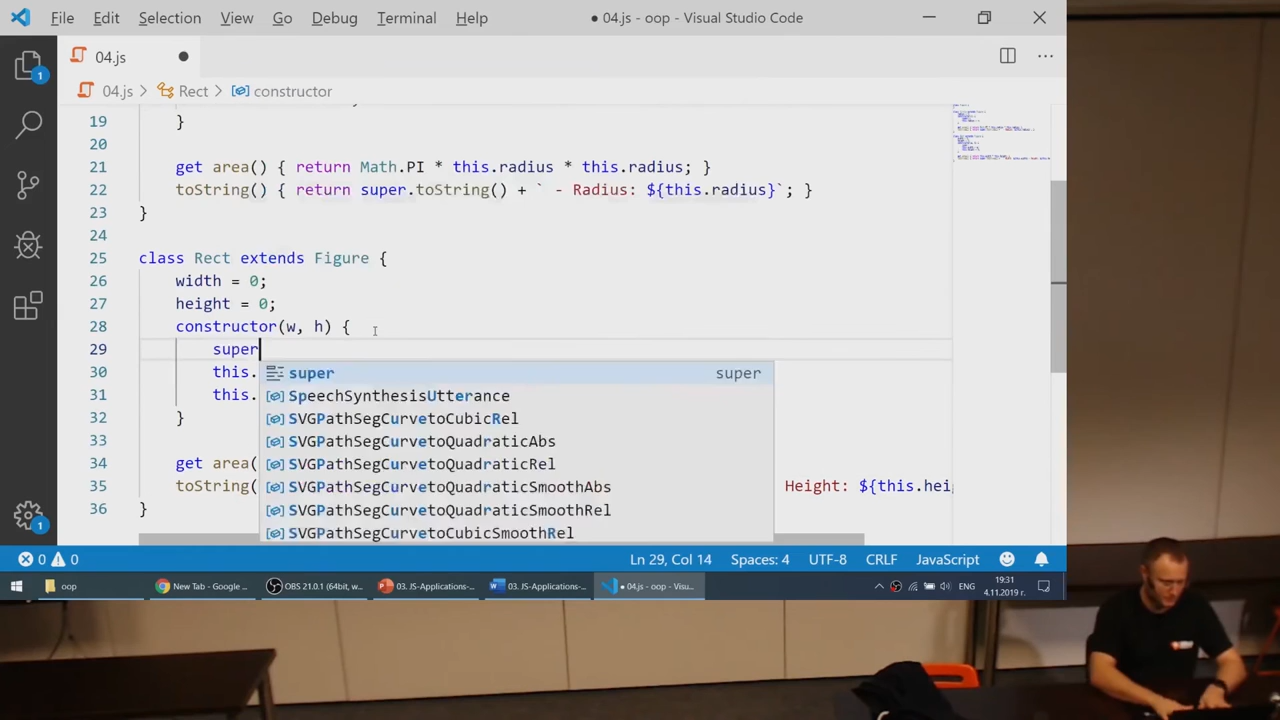 File Edit Selection View Go Debug Terminal Help ● 04.js - oop - Visual Studio Code
04.js
04.js > Rect > constructor
1
19 }
20
21 get area() { return Math.PI * this.radius * this.radius; }
22 toString() { return super.toString() + ` - Radius: ${this.radius}`; }
23 }
24
25 class Rect extends Figure {
26 width = 0;
27 height = 0;
28 constructor(w, h) {
29 super
30 this.
super super
31 this.
SpeechSynthesisUtterance
32 }
SVGPathSegCurvetoCubicRel
33
SVGPathSegCurvetoQuadraticAbs
34 get area(
SVGPathSegCurvetoQuadraticRel
35 toString( Height: ${this.hei
SVGPathSegCurvetoQuadraticSmoothAbs
36 }
SVGPathSegCurvetoQuadraticSmoothRel
1
SVGPathSegCurvetoCubicSmoothRel
0 0 Ln 29, Col 14 Spaces: 4 UTF-8 CRLF JavaScript
oop New Tab - Google ... OBS 21.0.1 (64bit, w... 03. JS-Applications-... 03. JS-Applications-... ● 04.js - oop - Visu... ENG 19:31
4.11.2019 г.